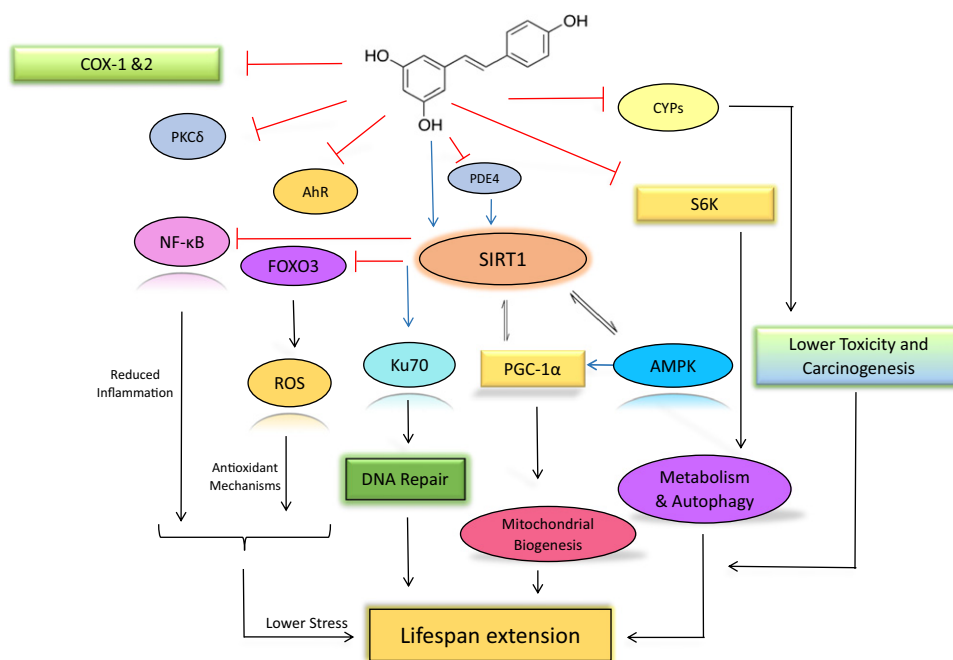 OH
HO
OH
COX-1 &2
CYPs
PKCδ
PDE4
AhR
S6K
NF-κB
SIRT1
FOXO3
Lower Toxicity and
Carcinogenesis
Ku70
PGC-1α
AMPK
Reduced
Inflammation
ROS
Antioxidant
Mechanisms
DNA Repair
Metabolism
& Autophagy
Mitochondrial
Biogenesis
Lower Stress
Lifespan extension